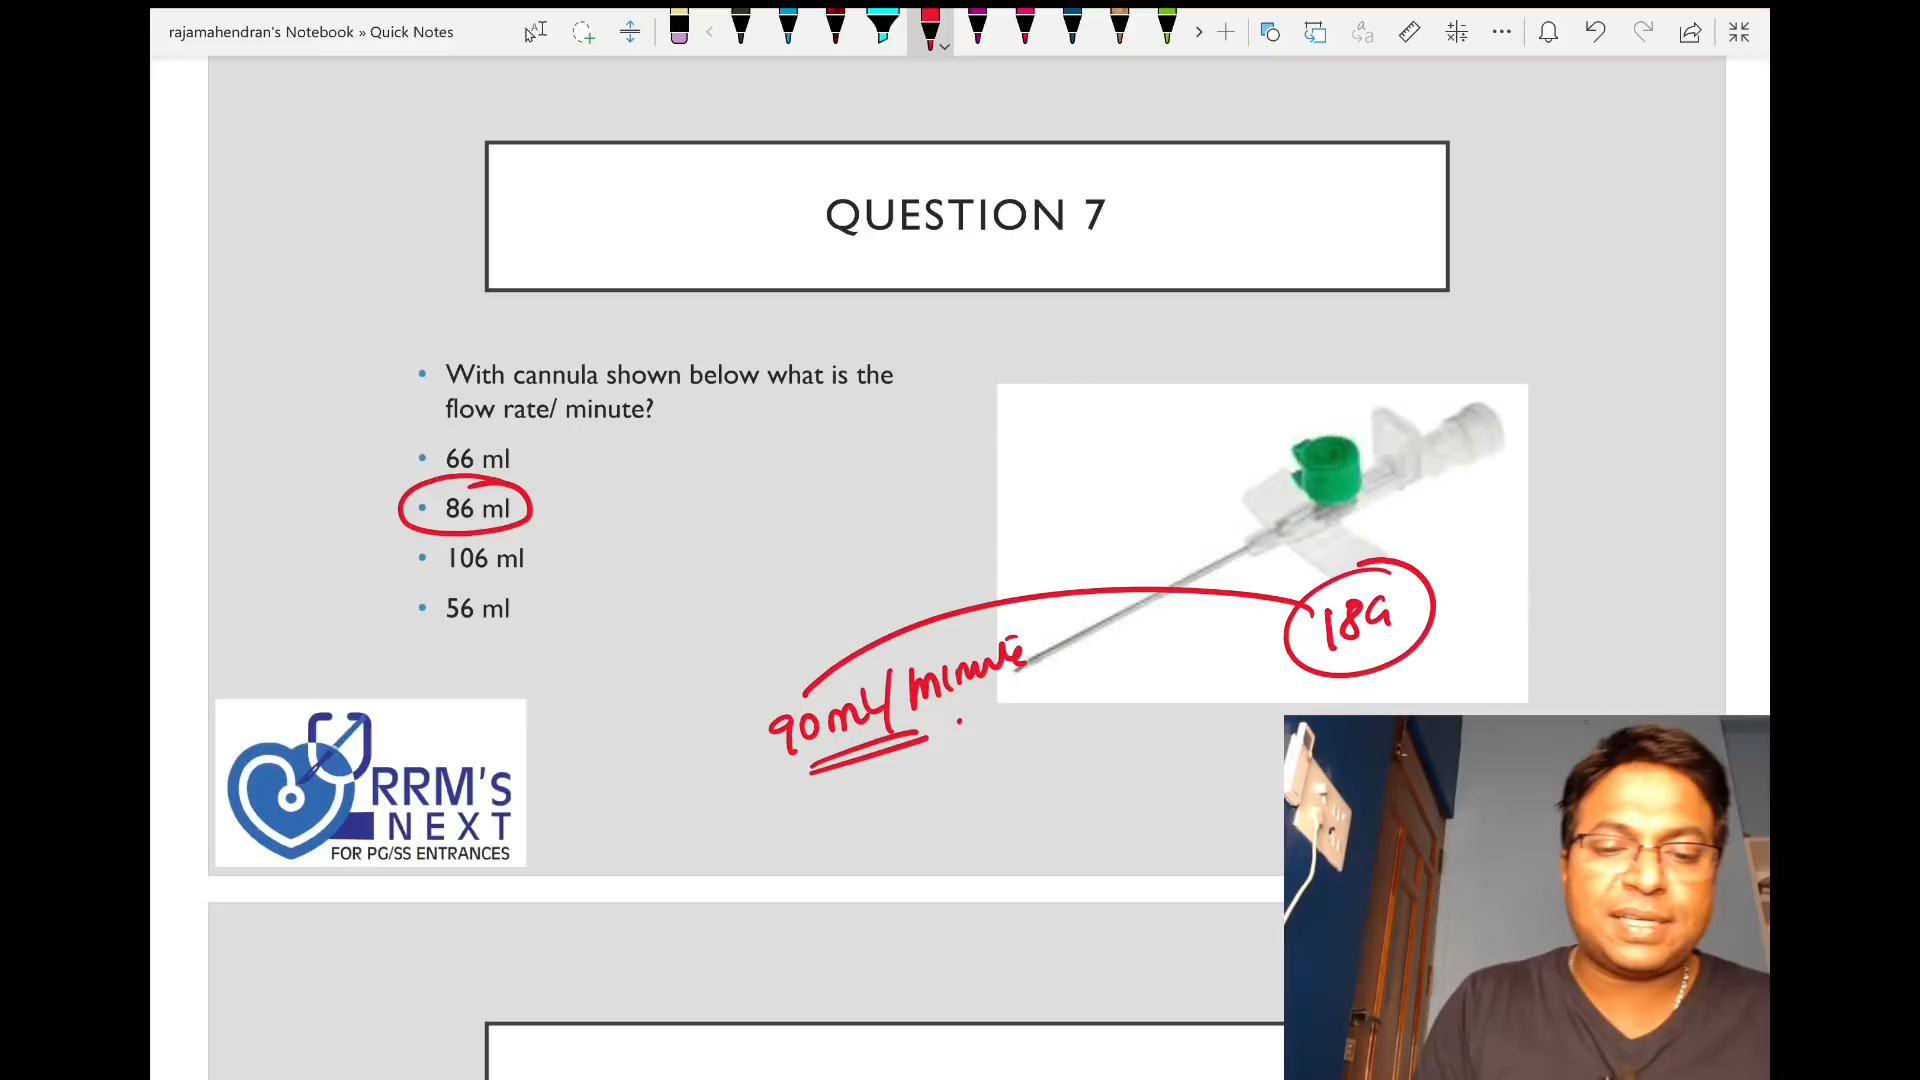 rajamahendran's Notebook » Quick Notes
QUESTION 7
• With cannula shown below what is the
flow rate/ minute?
• 66 ml
• 86 ml
• 106 ml
• 56 ml
18G
90ml/minute
RRM's
NEXT
FOR PG/SS ENTRANCES